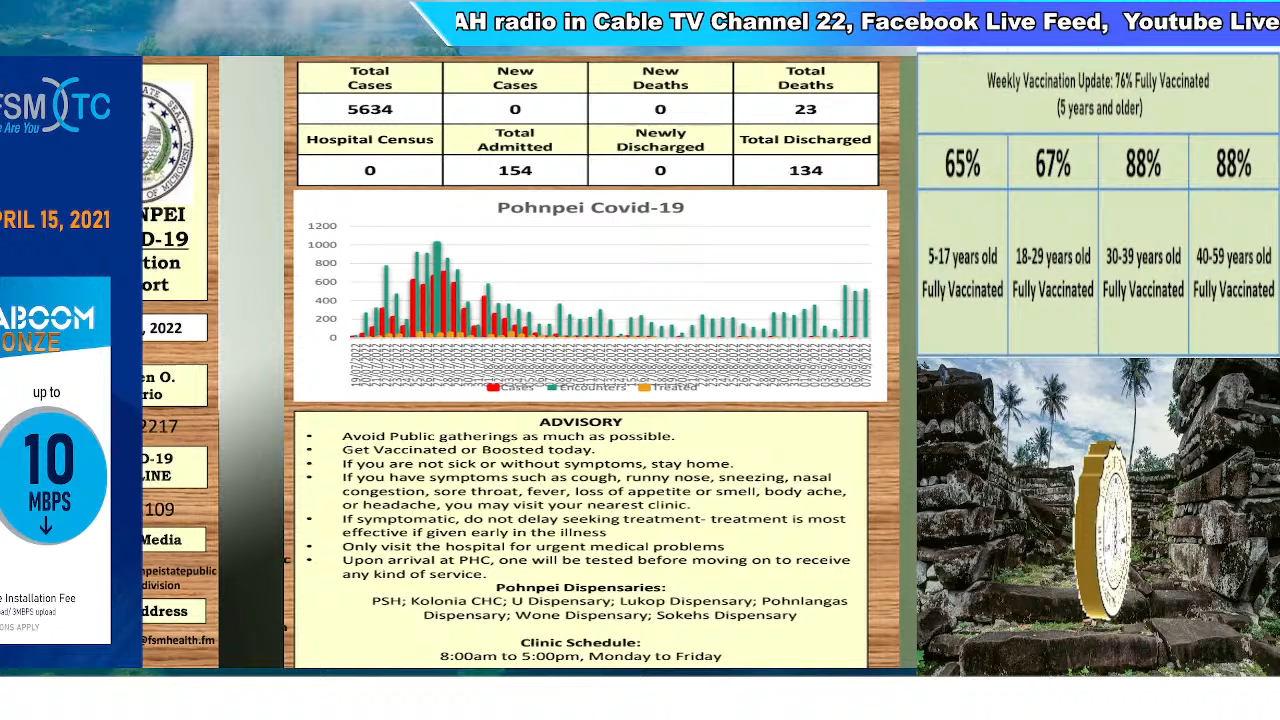 AH radio in Cable TV Channel 22, Facebook Live Feed, Youtube Live
FSM TC
e Are You
PRIL 15, 2021
ABOOM
ONZE
up to
10
MBPS
e Installation Fee
oad/ 3MBPS upload
ONS APPLY
NPEI
D-19
tion
ort
, 2022
en O.
rio
2217
D-19
LINE
109
Media
npeistatepublic
division
ddress
@fsmhealth.fm
Total Cases New Cases New Deaths Total Deaths
5634 0 0 23
Hospital Census Total Admitted Newly Discharged Total Discharged
0 154 0 134
Pohnpei Covid-19
1200
1000
800
600
400
200
0
Cases Encounters Treated
ADVISORY
• Avoid Public gatherings as much as possible.
• Get Vaccinated or Boosted today.
• If you are not sick or without symptoms, stay home.
• If you have symptoms such as cough, runny nose, sneezing, nasal
congestion, sore throat, fever, loss of appetite or smell, body ache,
or headache, you may visit your nearest clinic.
• If symptomatic, do not delay seeking treatment- treatment is most
effective if given early in the illness
• Only visit the hospital for urgent medical problems
• Upon arrival at PHC, one will be tested before moving on to receive
any kind of service.
Pohnpei Dispensaries:
PSH; Kolonia CHC; U Dispensary; Lukop Dispensary; Pohnlangas
Dispensary; Wone Dispensary; Sokehs Dispensary
Clinic Schedule:
8:00am to 5:00pm, Monday to Friday
Weekly Vaccination Update: 76% Fully Vaccinated
(5 years and older)
65% 67% 88% 88%
5-17 years old 18-29 years old 30-39 years old 40-59 years old
Fully Vaccinated Fully Vaccinated Fully Vaccinated Fully Vaccinated